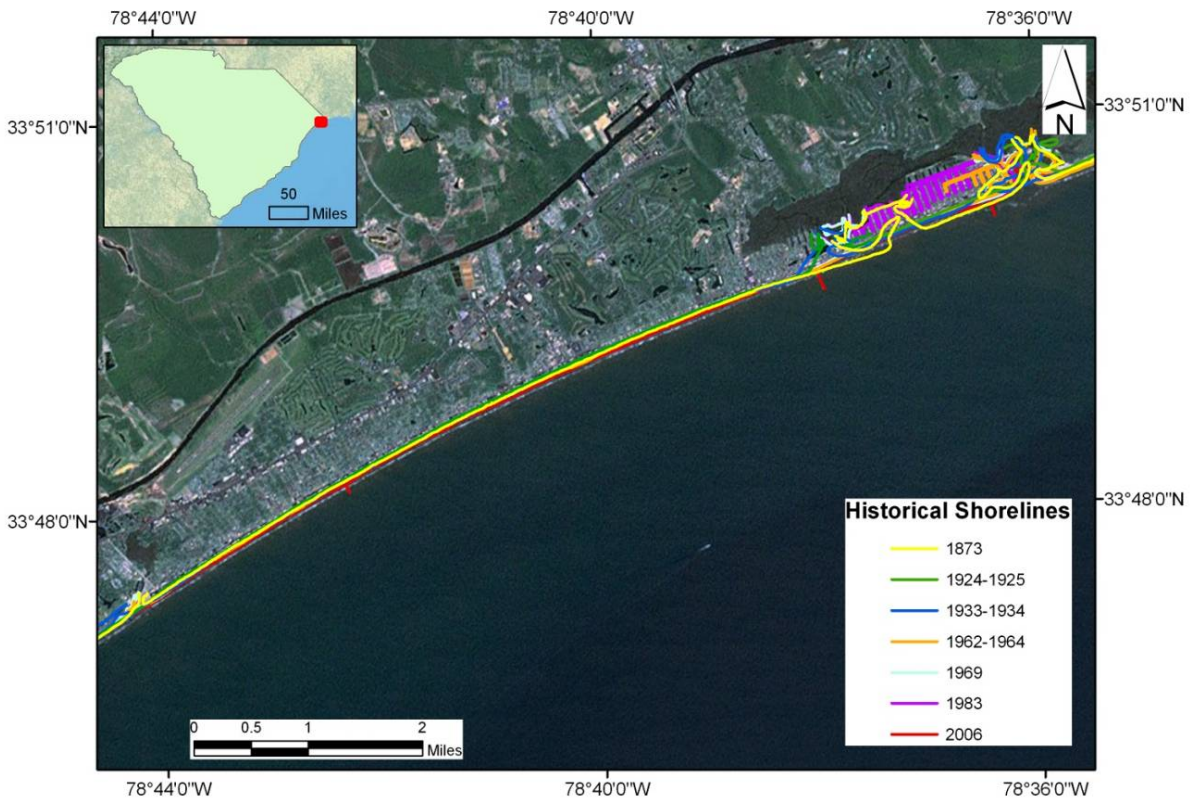 78°44'0"W 78°40'0"W 78°36'0"W
50
Miles
N
33°51'0"N
33°51'0"N
33°48'0"N
33°48'0"N
Historical Shorelines
1873
1924-1925
1933-1934
1962-1964
1969
1983
2006
0 0.5 1 2
Miles
78°44'0"W 78°40'0"W 78°36'0"W